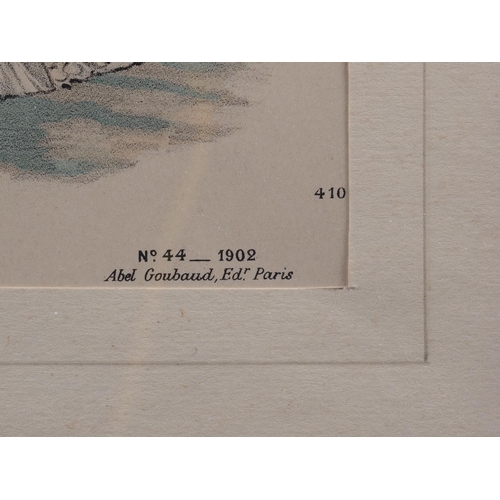 410
Nº 44 — 1902
Abel Goubaud, Edr Paris